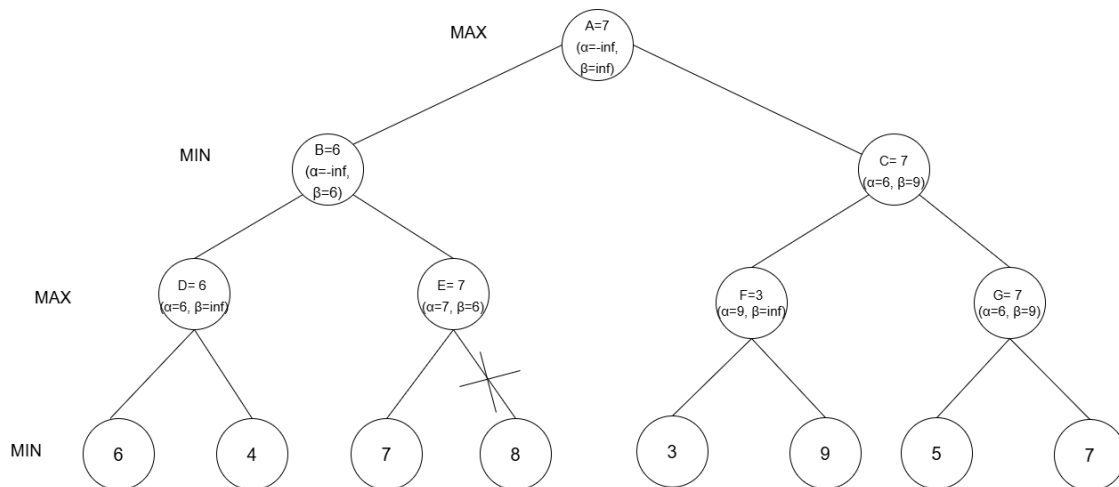 MAX
A=7
(α=-inf,
β=inf)
MIN
B=6
(α=-inf,
β=6)
C= 7
(α=6, β=9)
MAX
D= 6
(α=6, β=inf)
E= 7
(α=7, β=6)
F=3
(α=9, β=inf)
G= 7
(α=6, β=9)
MIN
6
4
7
8
3
9
5
7